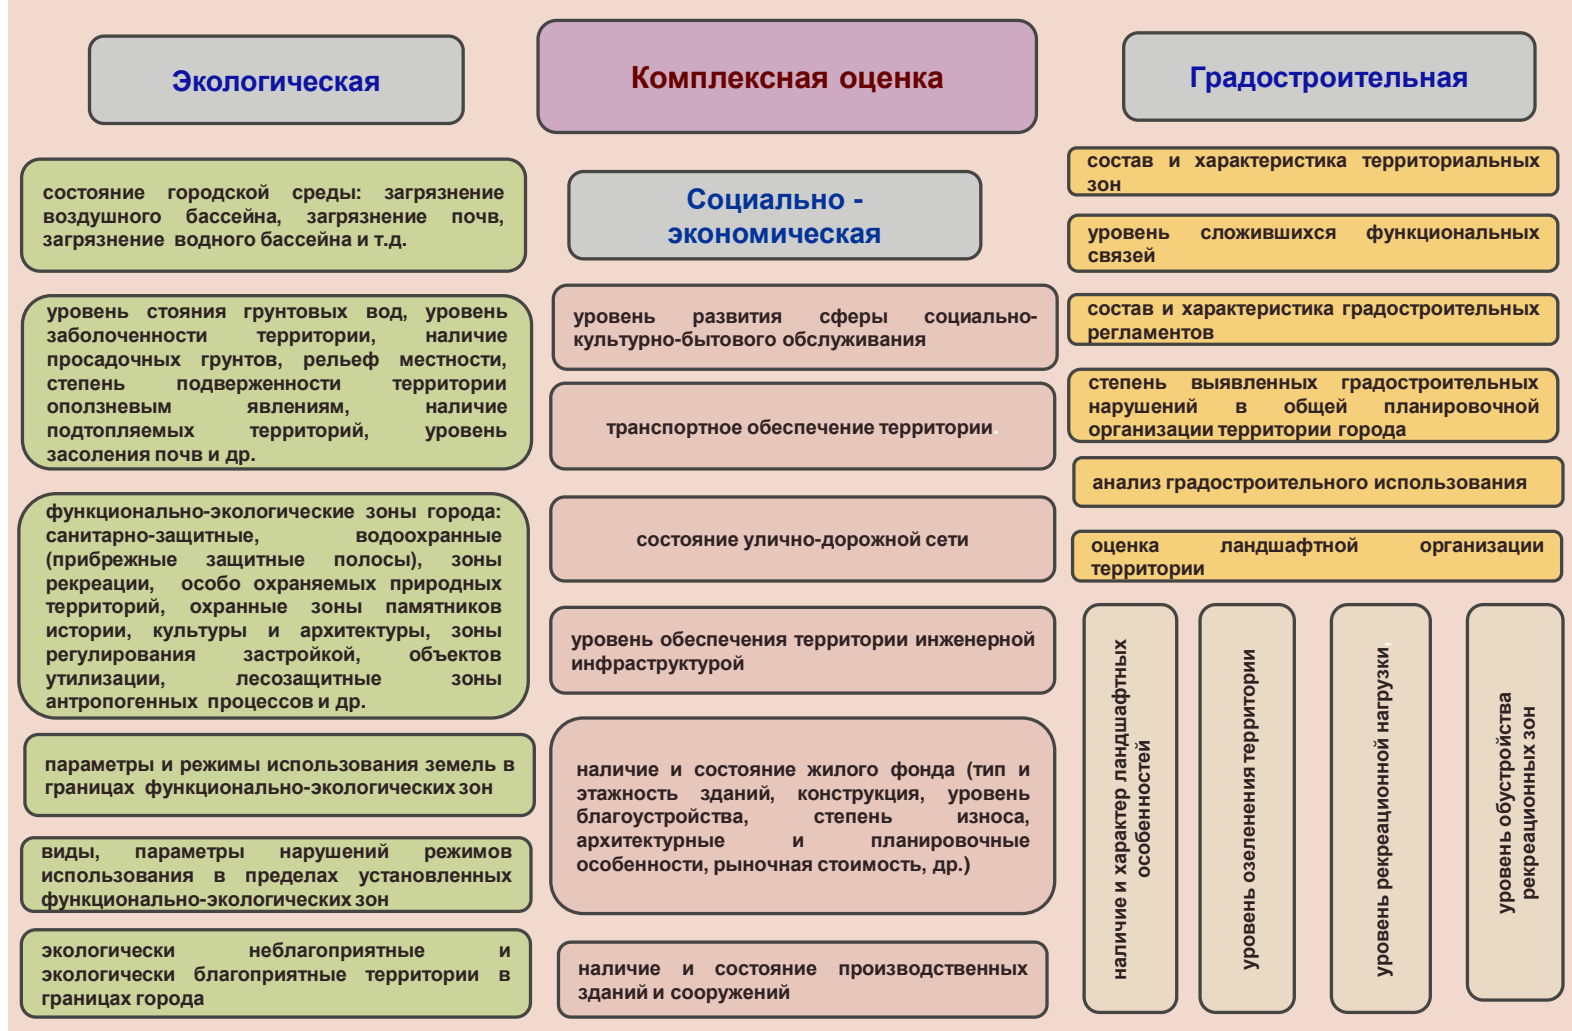 Экологическая
состояние городской среды: загрязнение
воздушного бассейна, загрязнение почв,
загрязнение водного бассейна и т.д.
уровень стояния грунтовых вод, уровень
заболоченности территории, наличие
просадочных грунтов, рельеф местности,
степень подверженности территории
оползневым явлениям, наличие
подтопляемых территорий, уровень
засоления почв и др.
функционально-экологические зоны города:
санитарно-защитные, водоохранные
(прибрежные защитные полосы), зоны
рекреации, особо охраняемых природных
территорий, охранные зоны памятников
истории, культуры и архитектуры, зоны
регулирования застройкой, объектов
утилизации, лесозащитные зоны
антропогенных процессов и др.
параметры и режимы использования земель в
границах функционально-экологических зон
виды, параметры нарушений режимов
использования в пределах установленных
функционально-экологических зон
экологически неблагоприятные и
экологически благоприятные территории в
границах города
Комплексная оценка
Социально -
экономическая
уровень развития сферы социально-
культурно-бытового обслуживания
транспортное обеспечение территории.
состояние улично-дорожной сети
уровень обеспечения территории инженерной
инфраструктурой
наличие и состояние жилого фонда (тип и
этажность зданий, конструкция, уровень
благоустройства, степень износа,
архитектурные и планировочные
особенности, рыночная стоимость, др.)
наличие и состояние производственных
зданий и сооружений
Градостроительная
состав и характеристика территориальных
зон
уровень сложившихся функциональных
связей
состав и характеристика градостроительных
регламентов
степень выявленных градостроительных
нарушений в общей планировочной
организации территории города
анализ градостроительного использования
оценка ландшафтной организации
территории
наличие и характер ландшафтных
особенностей
уровень озеленения территории
уровень рекреационной нагрузки,
уровень обустройства
рекреационных зон